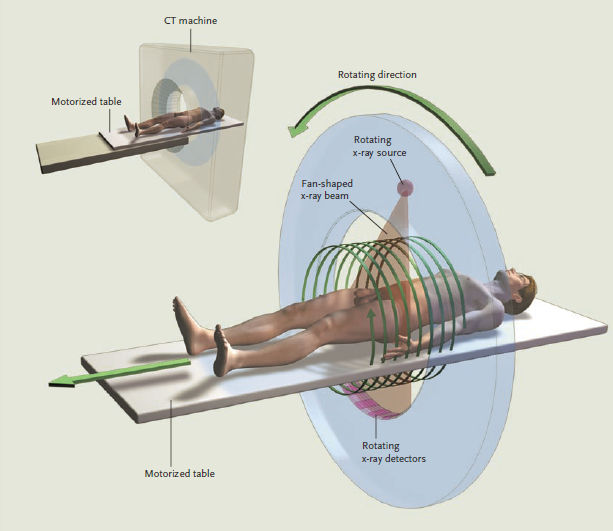 CT machine
Motorized table
Rotating direction
Rotating
x-ray source
Fan-shaped
x-ray beam
Rotating
x-ray detectors
Motorized table